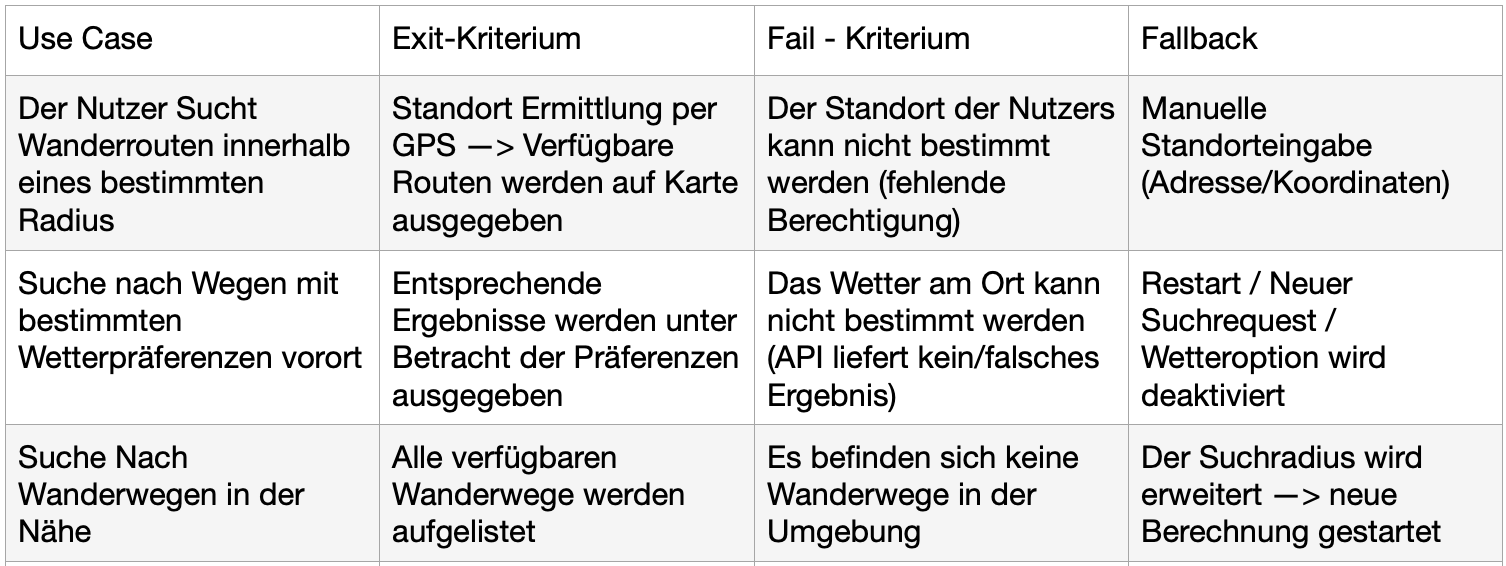 Use Case
Exit-Kriterium
Fail - Kriterium
Fallback
Der Nutzer Sucht
Wanderrouten innerhalb
eines bestimmten
Radius
Standort Ermittlung per
GPS —> Verfügbare
Routen werden auf Karte
ausgegeben
Der Standort der Nutzers
kann nicht bestimmt
werden (fehlende
Berechtigung)
Manuelle
Standorteingabe
(Adresse/Koordinaten)
Suche nach Wegen mit
bestimmten
Wetterpräferenzen vorort
Entsprechende
Ergebnisse werden unter
Betracht der Präferenzen
ausgegeben
Das Wetter am Ort kann
nicht bestimmt werden
(API liefert kein/falsches
Ergebnis)
Restart / Neuer
Suchrequest /
Wetteroption wird
deaktiviert
Suche Nach
Wanderwegen in der
Nähe
Alle verfügbaren
Wanderwege werden
aufgelistet
Es befinden sich keine
Wanderwege in der
Umgebung
Der Suchradius wird
erweitert —> neue
Berechnung gestartet